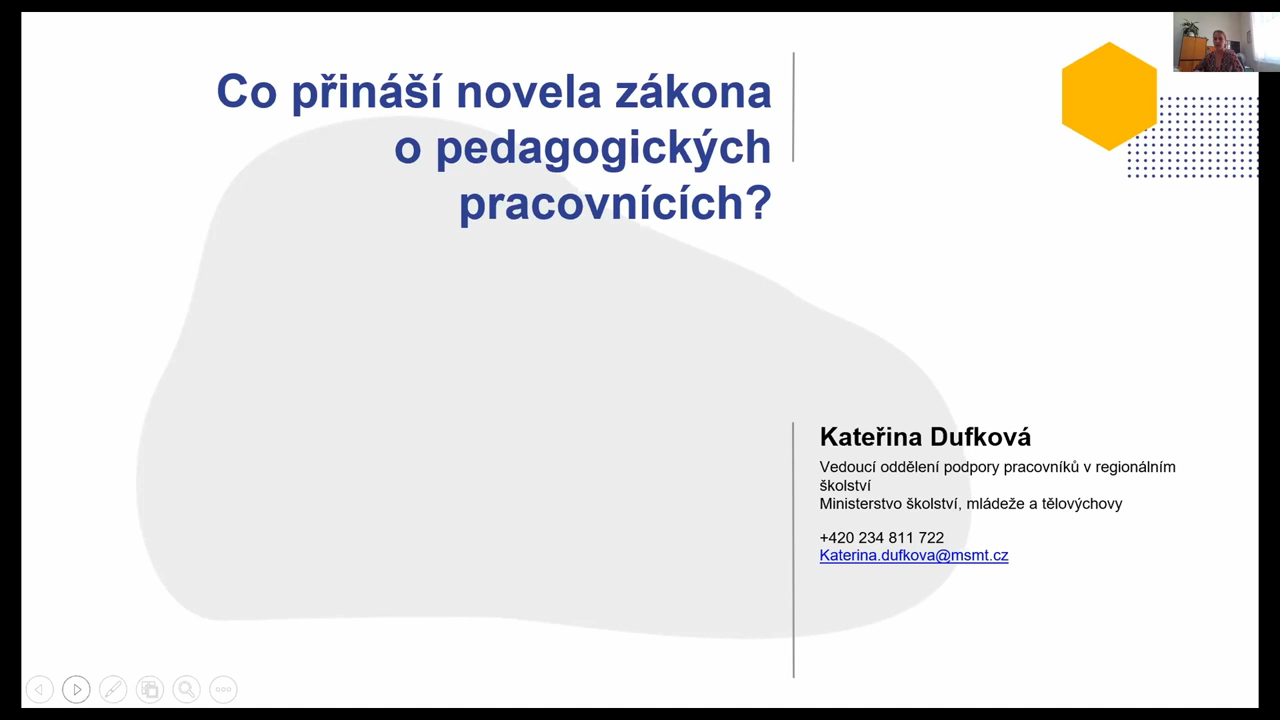 Co přináší novela zákona
o pedagogických
pracovnících?
Kateřina Dufková
Vedoucí oddělení podpory pracovníků v regionálním
školství
Ministerstvo školství, mládeže a tělovýchovy
+420 234 811 722
Katerina.dufkova@msmt.cz